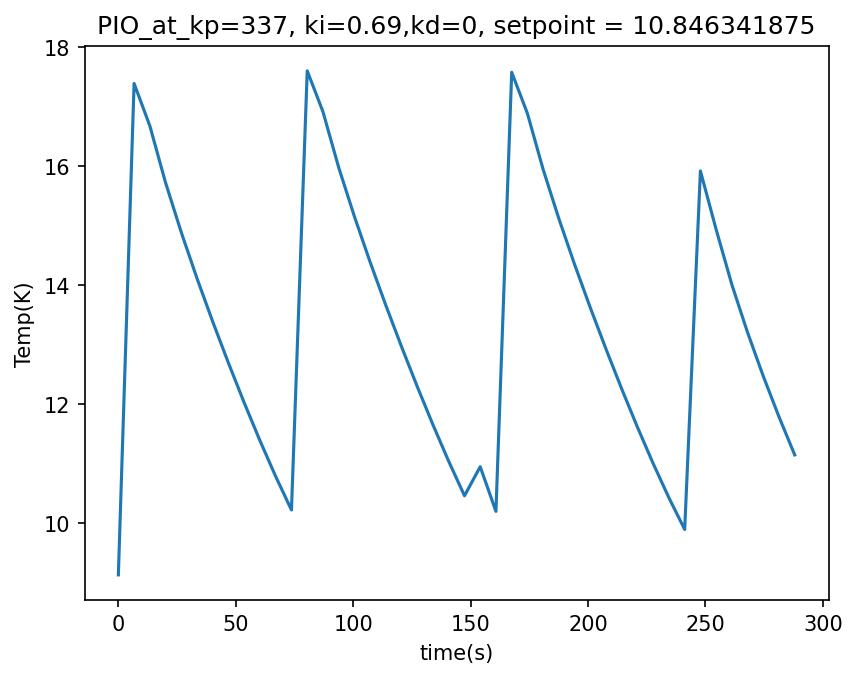 PIO_at_kp=337, ki=0.69,kd=0, setpoint = 10.846341875
18
16
14
12
10
Temp(K)
0 50 100 150 200 250 300
time(s)